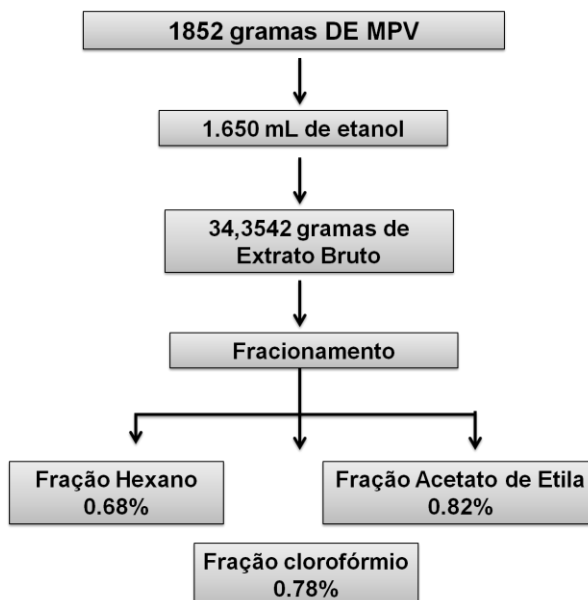 1852 gramas DE MPV
1.650 mL de etanol
34,3542 gramas de
Extrato Bruto
Fracionamento
Fração Hexano
0.68%
Fração Acetato de Etila
0.82%
Fração clorofórmio
0.78%